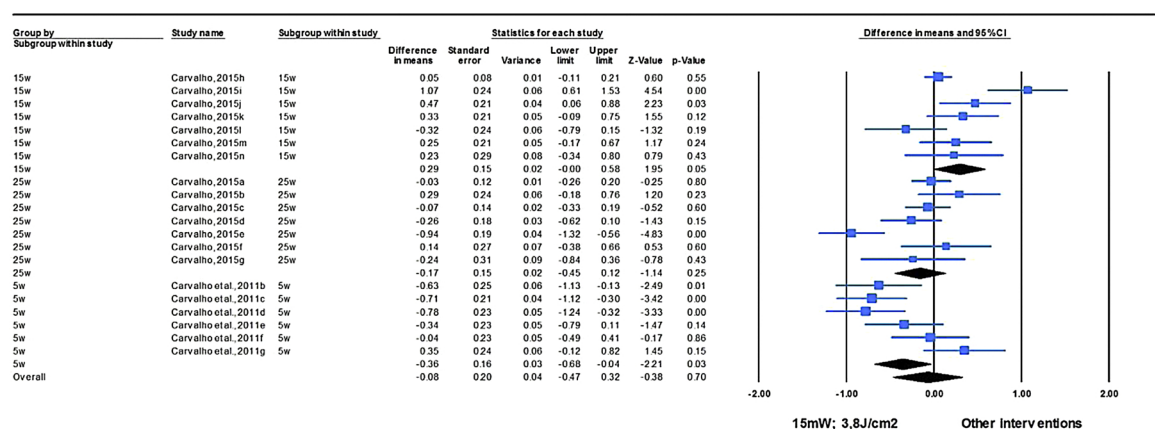 Group by Study name Subgroup within study Statistics for each study Difference in means and 95%CI
Subgroup within study
Difference in means Standard error Variance Lower limit Upper limit Z-Value p-Value
15w Carvalho,2015h 15w 0.05 0.08 0.01 -0.11 0.21 0.60 0.55
15w Carvalho,2015i 15w 1.07 0.24 0.06 0.61 1.53 4.54 0.00
15w Carvalho,2015j 15w 0.47 0.21 0.04 0.06 0.88 2.23 0.03
15w Carvalho,2015k 15w 0.33 0.21 0.05 -0.09 0.75 1.55 0.12
15w Carvalho,2015l 15w -0.32 0.24 0.06 -0.79 0.15 -1.32 0.19
15w Carvalho,2015m 15w 0.25 0.21 0.05 -0.17 0.67 1.17 0.24
15w Carvalho,2015n 15w 0.23 0.29 0.08 -0.34 0.80 0.79 0.43
15w 0.29 0.15 0.02 -0.00 0.58 1.95 0.05
25w Carvalho,2015a 25w -0.03 0.12 0.01 -0.26 0.20 -0.25 0.80
25w Carvalho,2015b 25w 0.29 0.24 0.06 -0.18 0.76 1.20 0.23
25w Carvalho,2015c 25w -0.07 0.14 0.02 -0.33 0.19 -0.52 0.60
25w Carvalho,2015d 25w -0.26 0.18 0.03 -0.62 0.10 -1.43 0.15
25w Carvalho,2015e 25w -0.94 0.19 0.04 -1.32 -0.56 -4.83 0.00
25w Carvalho,2015f 25w 0.14 0.27 0.07 -0.38 0.66 0.53 0.60
25w Carvalho,2015g 25w -0.24 0.31 0.09 -0.84 0.36 -0.78 0.43
25w -0.17 0.15 0.02 -0.45 0.12 -1.14 0.25
5w Carvalho etal.,2011b 5w -0.63 0.25 0.06 -1.13 -0.13 -2.49 0.01
5w Carvalho etal.,2011c 5w -0.71 0.21 0.04 -1.12 -0.30 -3.42 0.00
5w Carvalho etal.,2011d 5w -0.78 0.23 0.05 -1.24 -0.32 -3.33 0.00
5w Carvalho etal.,2011e 5w -0.34 0.23 0.05 -0.79 0.11 -1.47 0.14
5w Carvalho etal.,2011f 5w -0.04 0.23 0.05 -0.49 0.41 -0.17 0.86
5w Carvalho etal.,2011g 5w 0.35 0.24 0.06 -0.12 0.82 1.45 0.15
5w -0.36 0.16 0.03 -0.68 -0.04 -2.21 0.03
Overall -0.08 0.20 0.04 -0.47 0.32 -0.38 0.70
-2.00 -1.00 0.00 1.00 2.00
15mW; 3,8J/cm2 Other Interventions